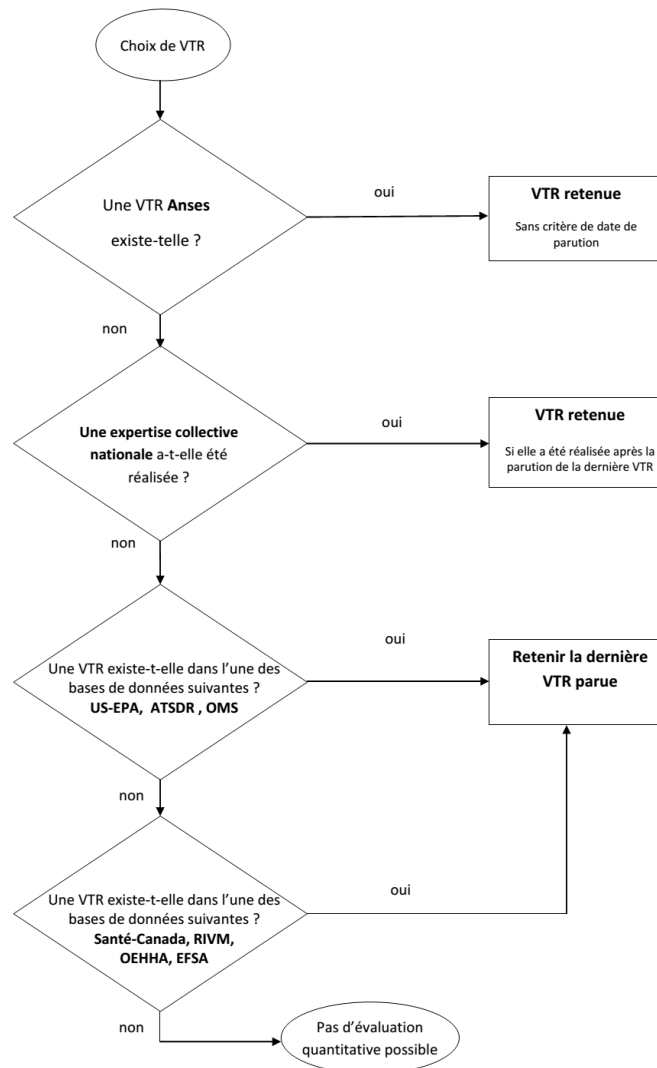 Choix de VTR
Une VTR Anses
existe-telle ?
oui
VTR retenue
Sans critère de date de
parution
non
Une expertise collective
nationale a-t-elle été
réalisée ?
oui
VTR retenue
Si elle a été réalisée après la
parution de la dernière VTR
non
Une VTR existe-t-elle dans l’une des
bases de données suivantes ?
US-EPA, ATSDR , OMS
oui
Retenir la dernière
VTR parue
non
Une VTR existe-t-elle dans l’une des
bases de données suivantes ?
Santé-Canada, RIVM,
OEHHA, EFSA
oui
non
Pas d’évaluation
quantitative possible